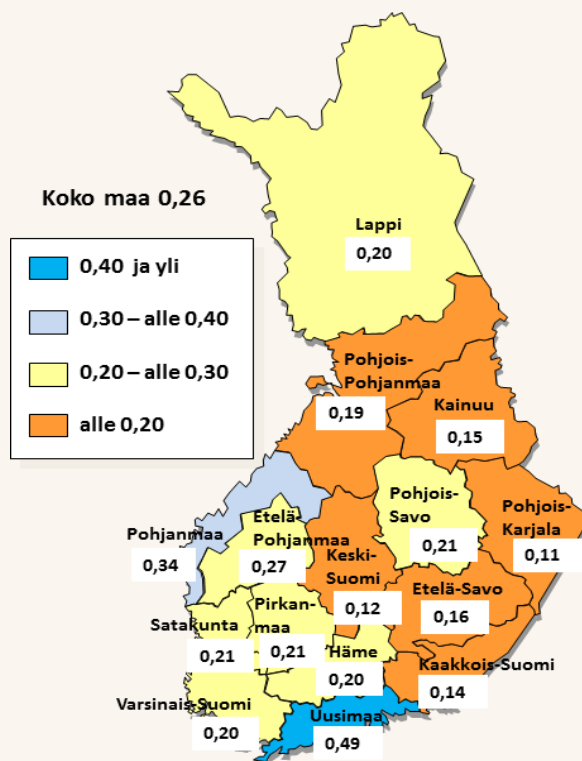 Koko maa 0,26
0,40 ja yli
0,30 – alle 0,40
0,20 – alle 0,30
alle 0,20
Lappi
0,20
Pohjois-
Pohjanmaa
0,19
Kainuu
0,15
Pohjanmaa
0,34
Etelä-
Pohjanmaa
0,27
Keski-
Suomi
0,12
Pohjois-
Savo
0,21
Pohjois-
Karjala
0,11
Etelä-Savo
0,16
Satakunta
0,21
Pirkan-
maa
0,21
Häme
0,20
Kaakkois-Suomi
0,14
Varsinais-Suomi
0,20
Uusimaa
0,49